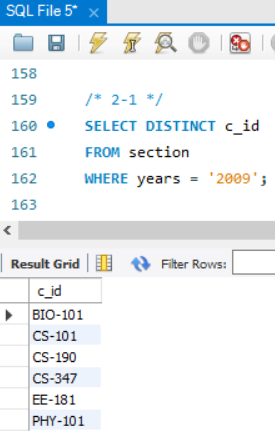 SQL File 5*
158
159 /* 2-1 */
160 SELECT DISTINCT c_id
161 FROM section
162 WHERE years = '2009';
163
Result Grid Filter Rows:
c_id
BIO-101
CS-101
CS-190
CS-347
EE-181
PHY-101